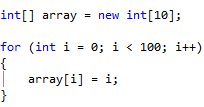 int[] array = new int[10];
for (int i = 0; i < 100; i++)
{
    array[i] = i;
}